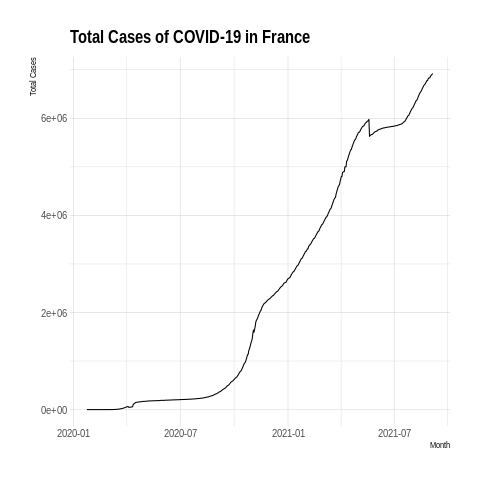 Total Cases of COVID-19 in France
Total Cases
6e+06
4e+06
2e+06
0e+00
2020-01 2020-07 2021-01 2021-07
Month